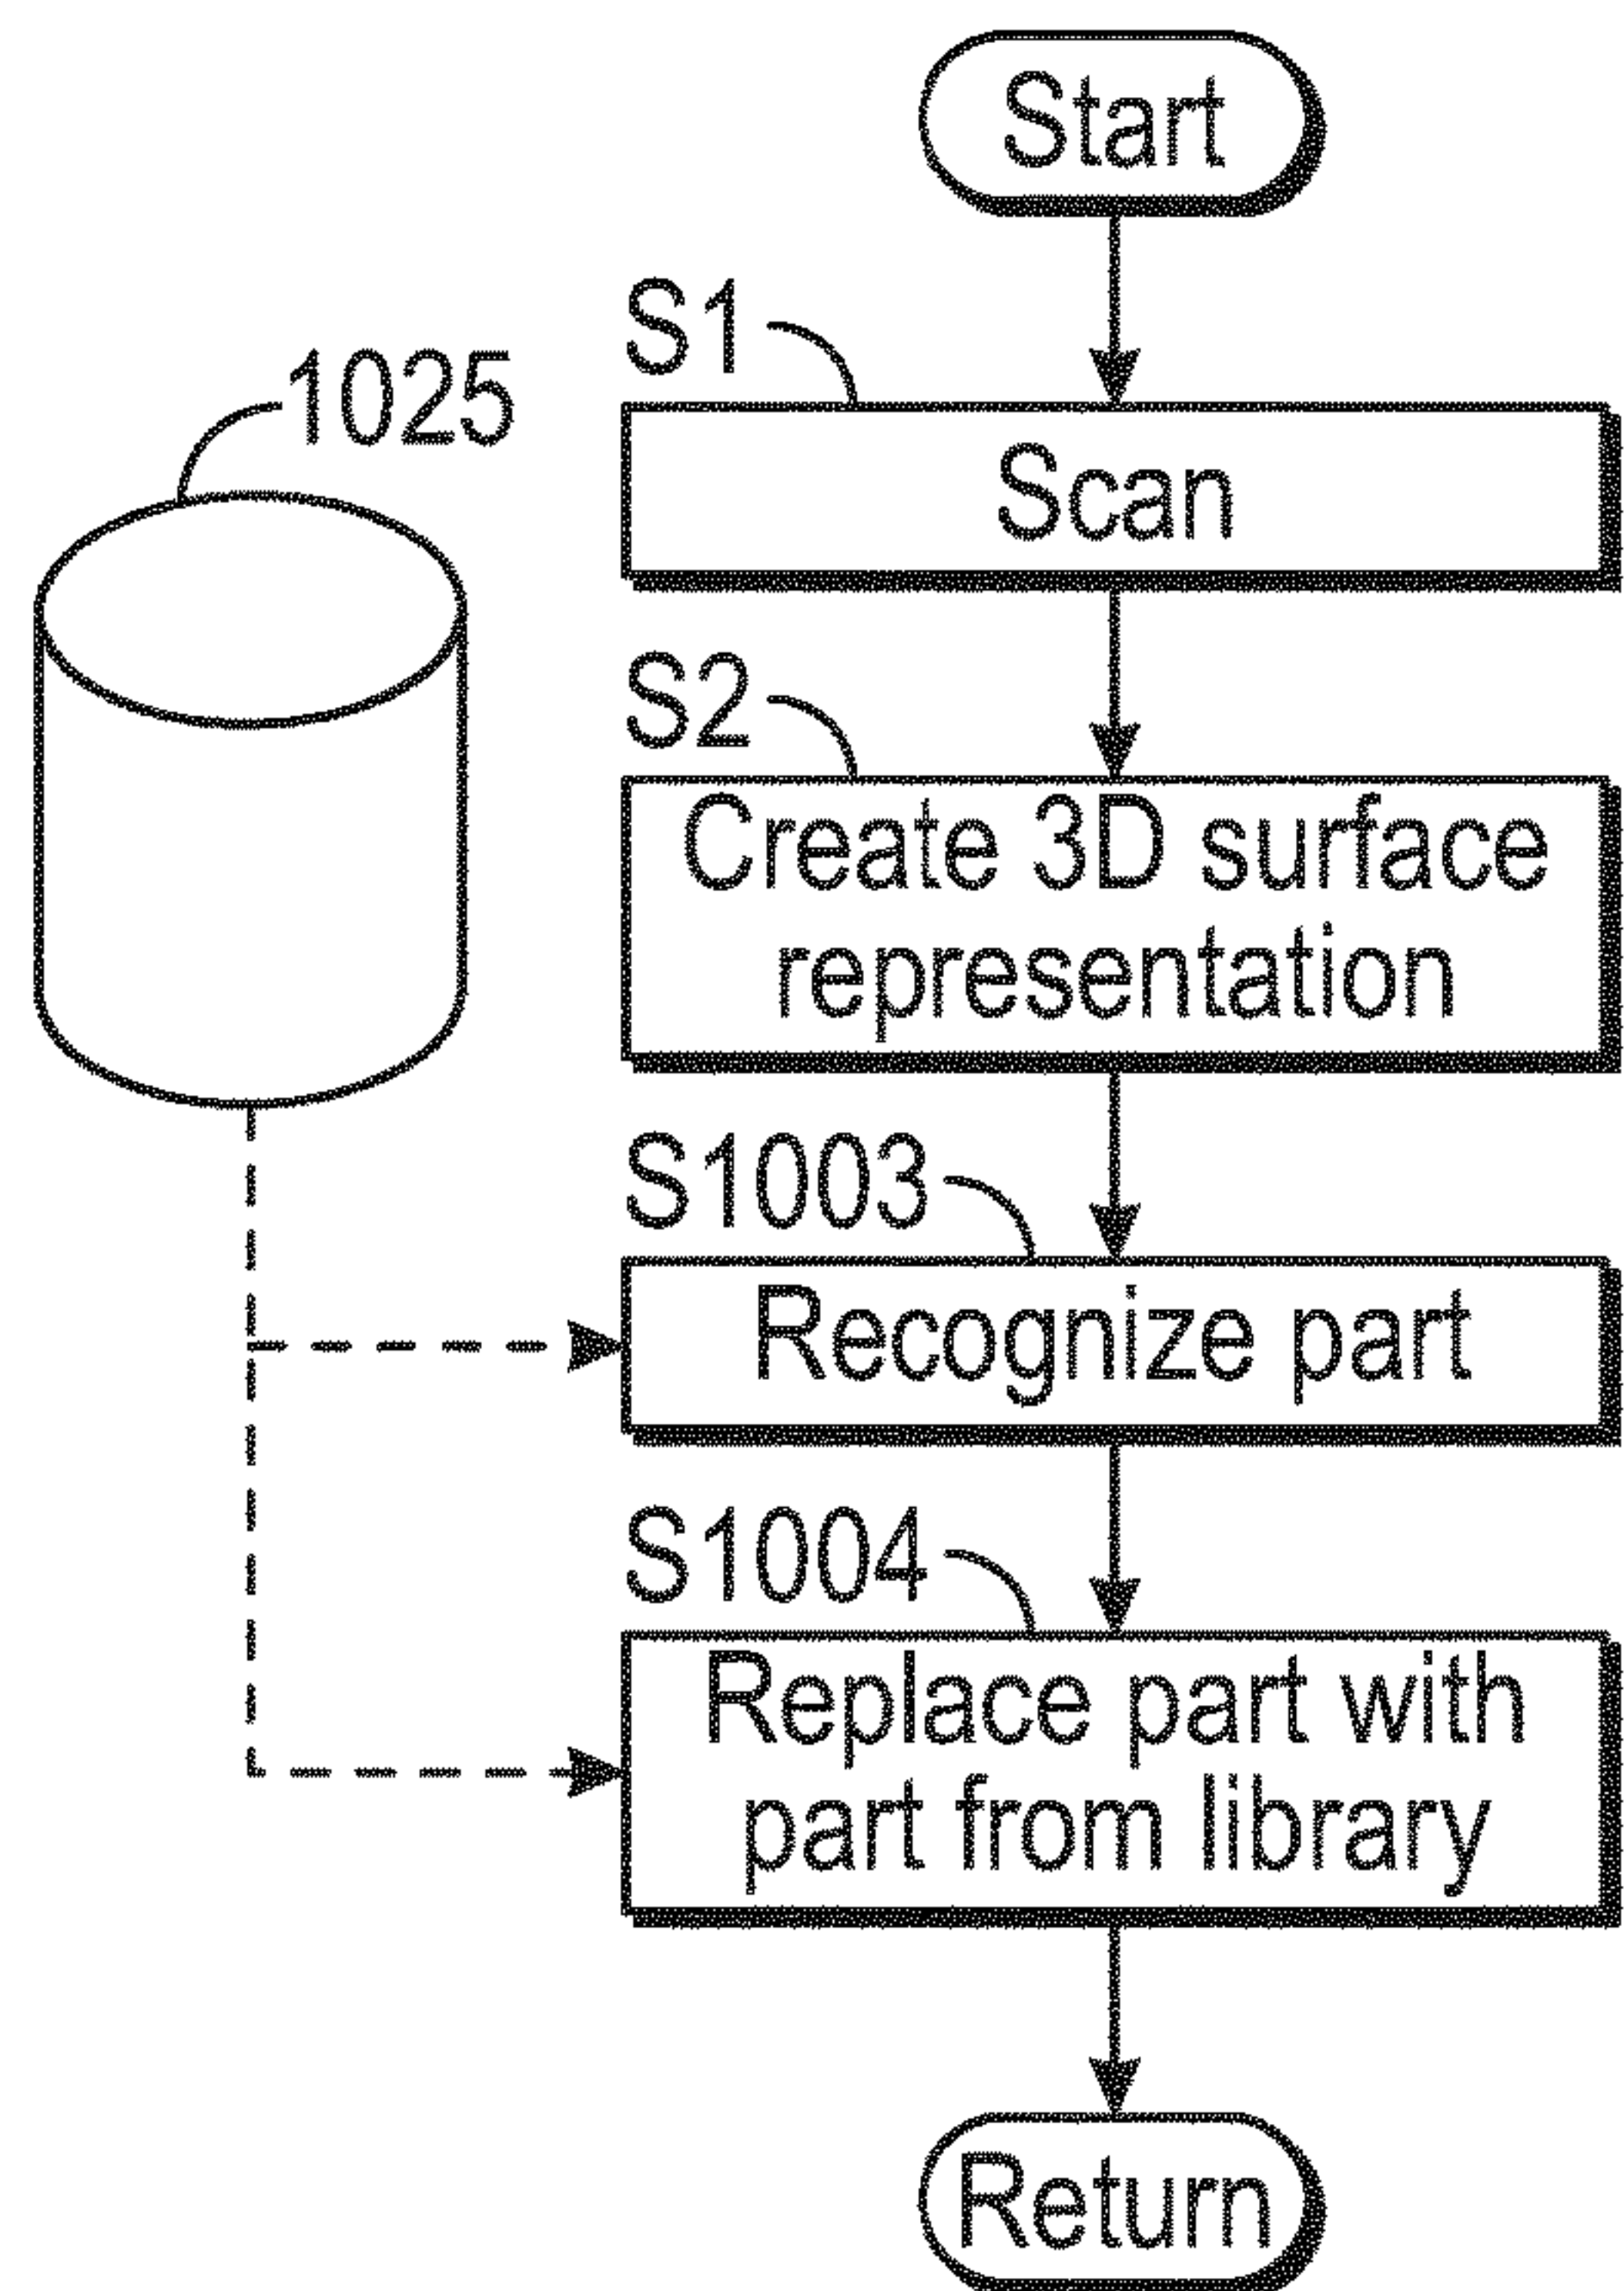 Start
S1
1025
Scan
S2
Create 3D surface
representation
S1003
Recognize part
S1004
Replace part with
part from library
Return